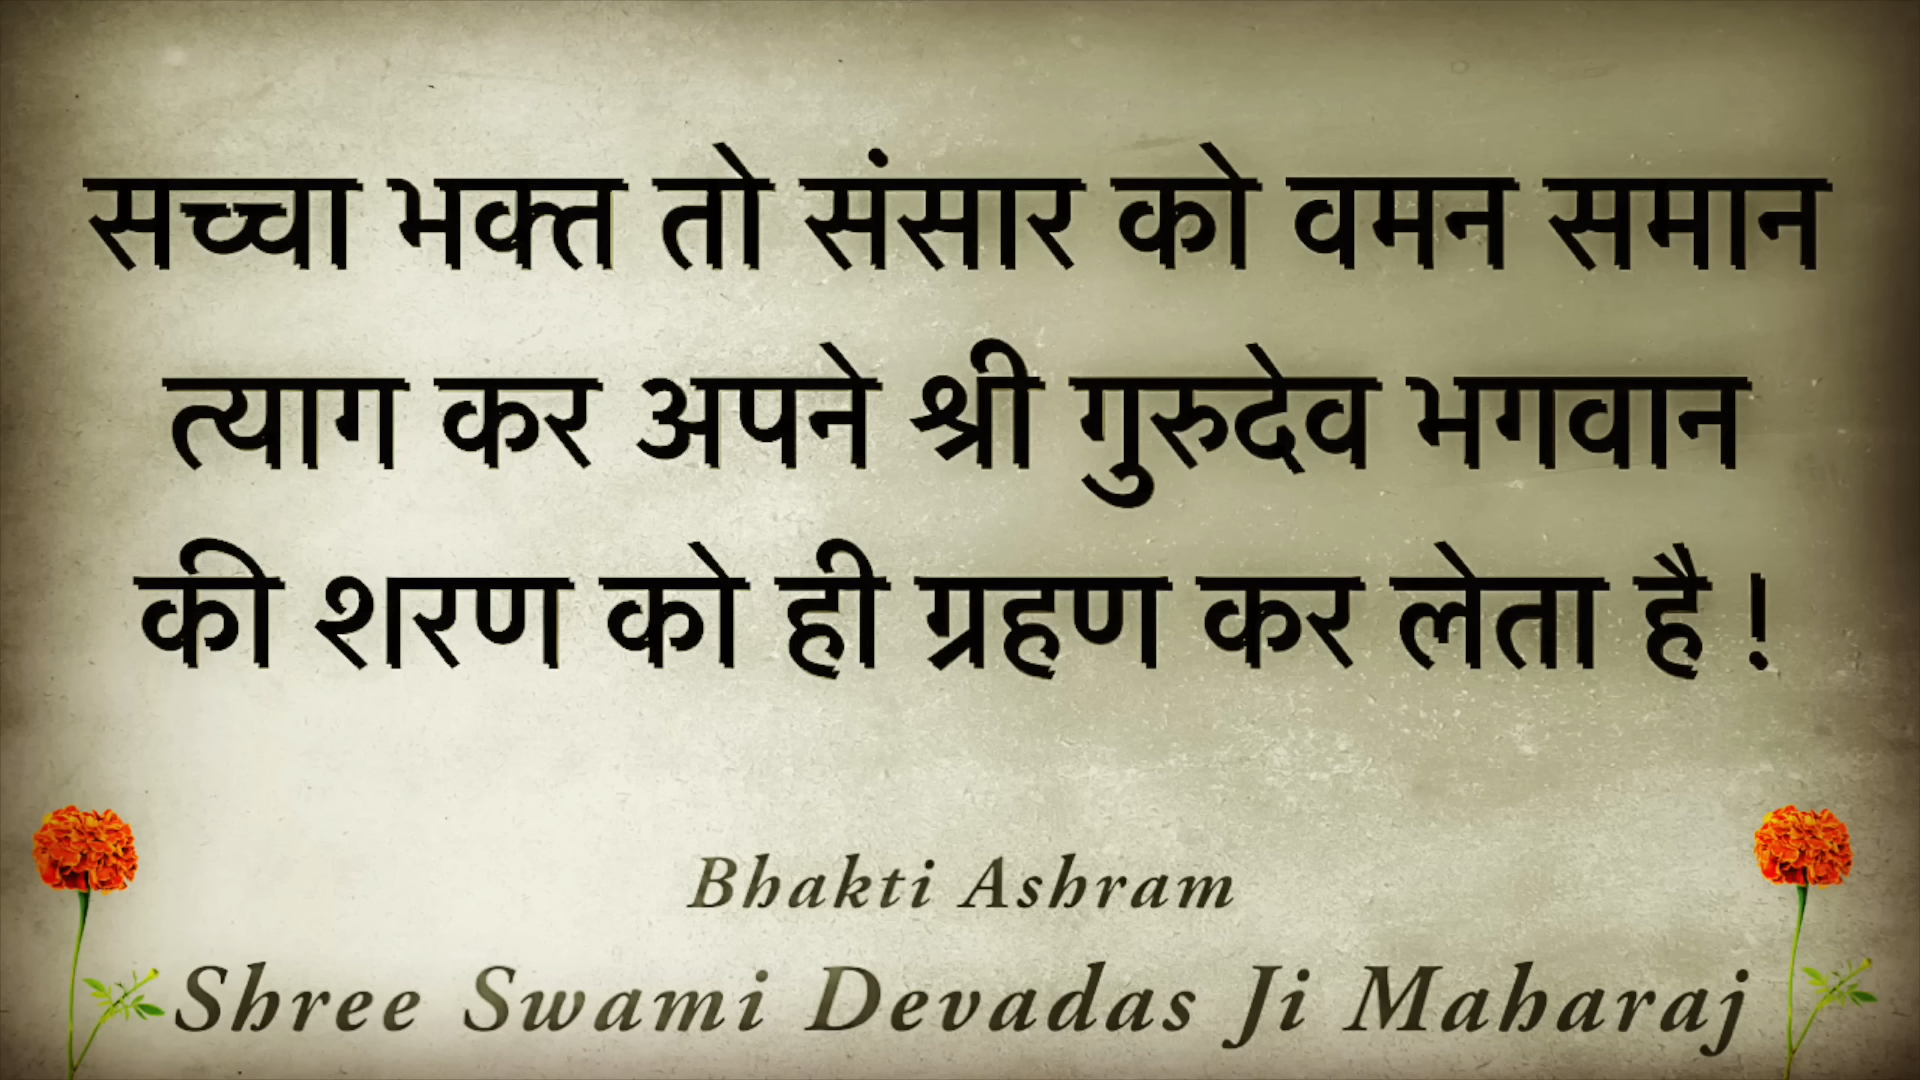 सच्चा भक्त तो संसार को वमन समान
त्याग कर अपने श्री गुरुदेव भगवान
की शरण को ही ग्रहण कर लेता है !
Bhakti Ashram
Shree Swami Devadas Ji Maharaj